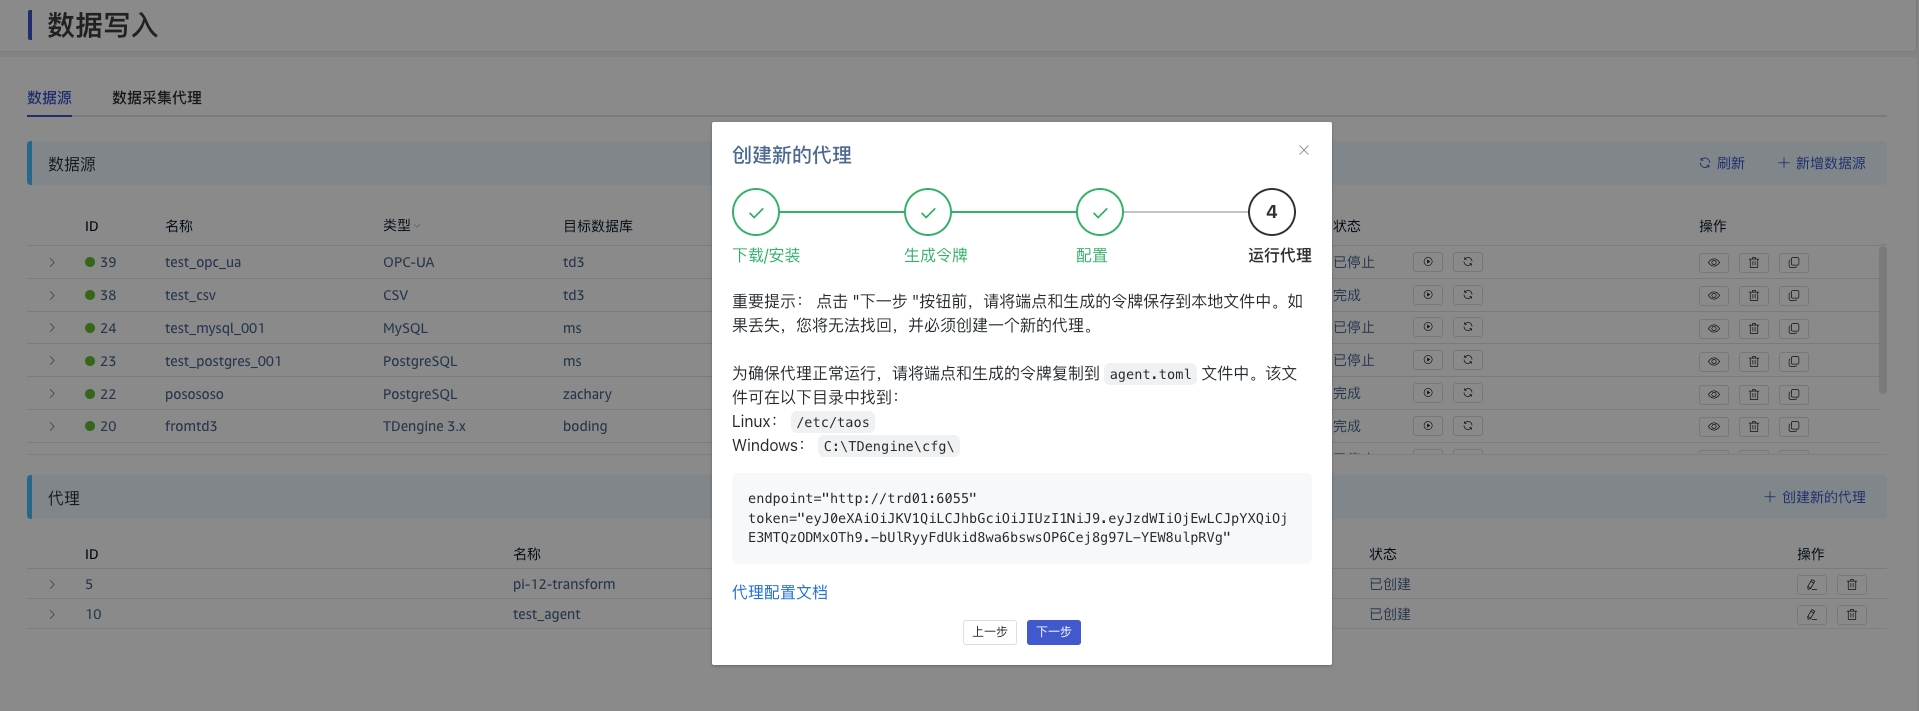 数据写入
数据源 数据采集代理
数据源 刷新 新增数据源
ID 名称 类型 目标数据库 状态 操作
39 test_opc_ua OPC-UA td3 已停止
38 test_csv CSV td3 完成
24 test_mysql_001 MySQL ms 已停止
23 test_postgres_001 PostgreSQL ms 已停止
22 posososo PostgreSQL zachary 完成
20 fromtd3 TDengine 3.x boding 完成
代理 创建新的代理
ID 名称 状态 操作
5 pi-12-transform 已创建
10 test_agent 已创建
创建新的代理
4
下载/安装 生成令牌 配置 运行代理
重要提示： 点击 "下一步 "按钮前，请将端点和生成的令牌保存到本地文件中。如
果丢失，您将无法找回，并必须创建一个新的代理。
为确保代理正常运行，请将端点和生成的令牌复制到 agent.toml 文件中。该文
件可在以下目录中找到：
Linux： /etc/taos
Windows： C:\TDengine\cfg\
endpoint="http://trd01:6055"
token="eyJ0eXAiOiJKV1QiLCJhbGciOiJIUzI1NiJ9.eyJzdWIiOjEwLCJpYXQiOj
E3MTQzODMxOTh9.-bUlRyyFdUkid8wa6bswsOP6Cej8g97L-YEW8ulpRVg"
代理配置文档
上一步 下一步